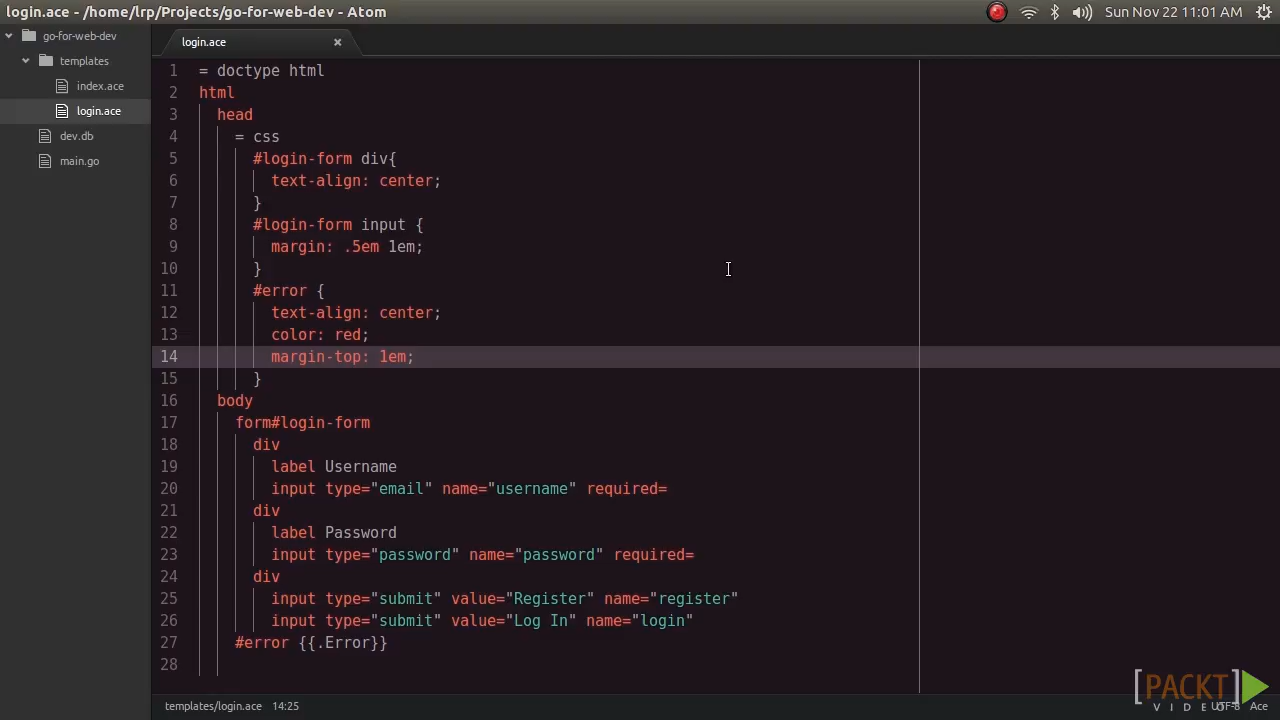 login.ace - /home/lrp/Projects/go-for-web-dev - Atom
Sun Nov 22 11:01 AM
go-for-web-dev
templates
index.ace
login.ace
dev.db
main.go
login.ace
1 = doctype html
2 html
3 head
4 = css
5 #login-form div{
6 text-align: center;
7 }
8 #login-form input {
9 margin: .5em 1em;
10 }
11 #error {
12 text-align: center;
13 color: red;
14 margin-top: 1em;
15 }
16 body
17 form#login-form
18 div
19 label Username
20 input type="email" name="username" required=
21 div
22 label Password
23 input type="password" name="password" required=
24 div
25 input type="submit" value="Register" name="register"
26 input type="submit" value="Log In" name="login"
27 #error {{.Error}}
28
[PACKT]
VIDEO
templates/login.ace 14:25
UTF-8 Ace